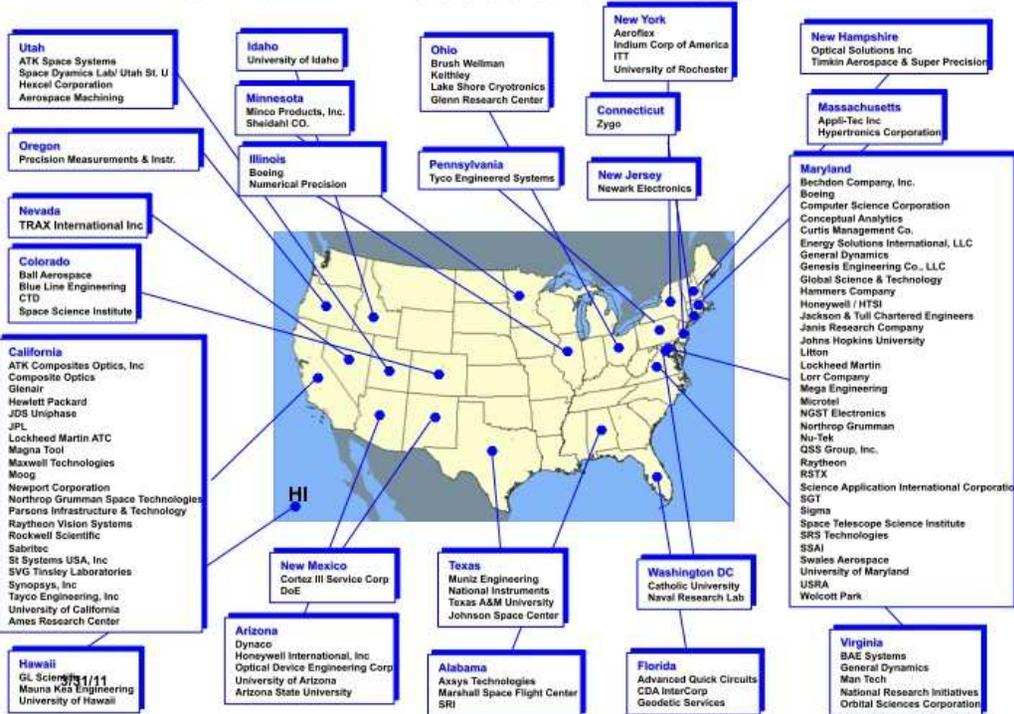 Utah
ATK Space Systems
Space Dyamics Lab/ Utah St. U
Hexcel Corporation
Aerospace Machining
Idaho
University of Idaho
Minnesota
Minco Products, Inc.
Sheidahl CO.
Ohio
Brush Wellman
Keithley
Lake Shore Cryotronics
Glenn Research Center
New York
Aeroflex
Indium Corp of America
ITT
University of Rochester
New Hampshire
Optical Solutions Inc
Timkin Aerospace & Super Precision
Connecticut
Zygo
Massachusetts
Appli-Tec Inc
Hypertronics Corporation
Oregon
Precision Measurements & Instr.
Illinois
Boeing
Numerical Precision
Pennsylvania
Tyco Engineered Systems
New Jersey
Newark Electronics
Nevada
TRAX International Inc
Colorado
Ball Aerospace
Blue Line Engineering
CTD
Space Science Institute
California
ATK Composites Optics, Inc
Composite Optics
Glenair
Hewlett Packard
JDS Uniphase
JPL
Lockheed Martin ATC
Magna Tool
Maxwell Technologies
Moog
Newport Corporation
Northrop Grumman Space Technologies
Parsons Infrastructure & Technology
Raytheon Vision Systems
Rockwell Scientific
Sabritec
St Systems USA, Inc
SVG Tinsley Laboratories
Synopsys, Inc
Tayco Engineering, Inc
University of California
Ames Research Center
HI
Maryland
Bechdon Company, Inc.
Boeing
Computer Science Corporation
Conceptual Analytics
Curtis Management Co.
Energy Solutions International, LLC
General Dynamics
Genesis Engineering Co., LLC
Global Science & Technology
Hammers Company
Honeywell / HTSI
Jackson & Tull Chartered Engineers
Janis Research Company
Johns Hopkins University
Litton
Lockheed Martin
Lorr Company
Mega Engineering
Microtel
NGST Electronics
Northrop Grumman
Nu-Tek
QSS Group, Inc.
Raytheon
RSTX
Science Application International Corporatio
SGT
Sigma
Space Telescope Science Institute
SRS Technologies
SSAI
Swales Aerospace
University of Maryland
USRA
Wolcott Park
New Mexico
Cortez III Service Corp
DoE
Texas
Muniz Engineering
National Instruments
Texas A&M University
Johnson Space Center
Washington DC
Catholic University
Naval Research Lab
Arizona
Dynaco
Honeywell International, Inc
Optical Device Engineering Corp
University of Arizona
Arizona State University
Hawaii
GL
3/31/11
Mauna Kea Engineering
University of Hawaii
Alabama
Axsys Technologies
Marshall Space Flight Center
SRI
Florida
Advanced Quick Circuits
CDA InterCorp
Geodetic Services
Virginia
BAE Systems
General Dynamics
Man Tech
National Research Initiatives
Orbital Sciences Corporation